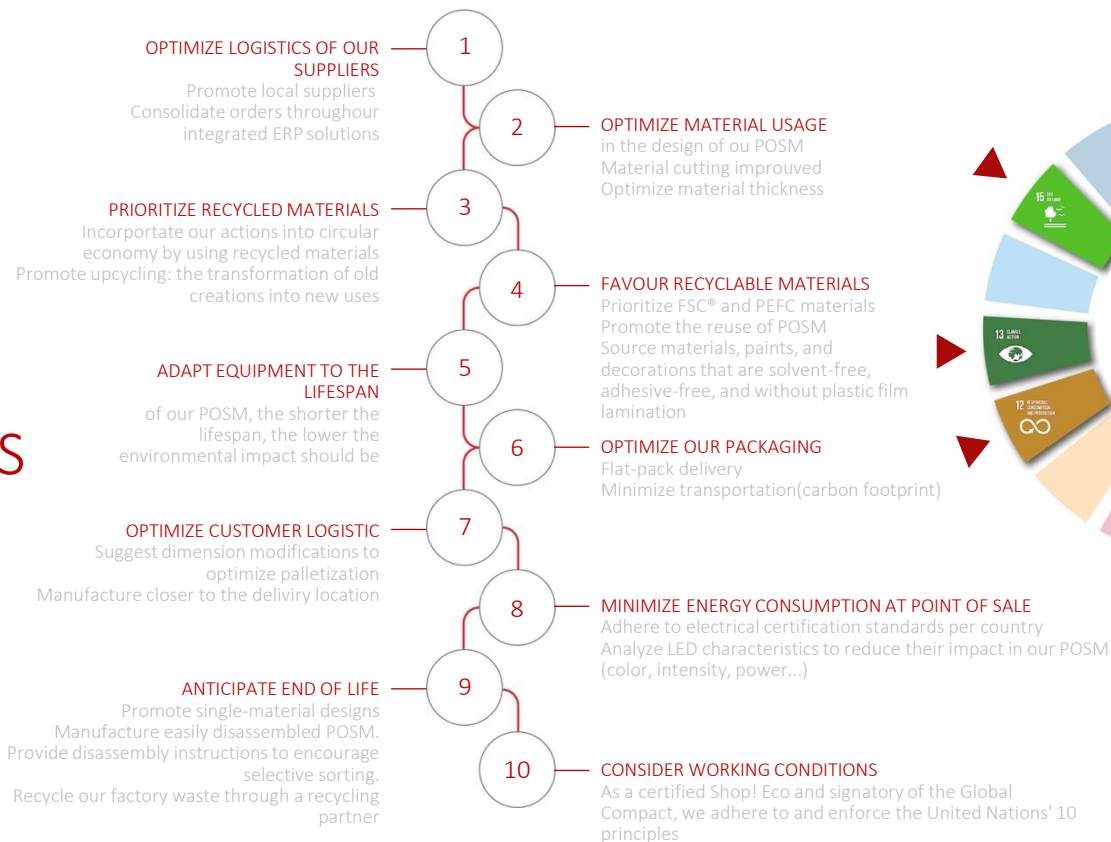 1
OPTIMIZE LOGISTICS OF OUR
SUPPLIERS
Promote local suppliers
Consolidate orders throughour
integrated ERP solutions
2
OPTIMIZE MATERIAL USAGE
in the design of ou POSM
Material cutting improuved
Optimize material thickness
3
PRIORITIZE RECYCLED MATERIALS
Incorportate our actions into circular
economy by using recycled materials
Promote upcycling: the transformation of old
creations into new uses
4
FAVOUR RECYCLABLE MATERIALS
Prioritize FSC® and PEFC materials
Promote the reuse of POSM
Source materials, paints, and
decorations that are solvent-free,
adhesive-free, and without plastic film
lamination
5
ADAPT EQUIPMENT TO THE
LIFESPAN
of our POSM, the shorter the
lifespan, the lower the
environmental impact should be
6
OPTIMIZE OUR PACKAGING
Flat-pack delivery
Minimize transportation(carbon footprint)
S
7
OPTIMIZE CUSTOMER LOGISTIC
Suggest dimension modifications to
optimize palletization
Manufacture closer to the deliviry location
8
MINIMIZE ENERGY CONSUMPTION AT POINT OF SALE
Adhere to electrical certification standards per country
Analyze LED characteristics to reduce their impact in our POSM
(color, intensity, power...)
9
ANTICIPATE END OF LIFE
Promote single-material designs
Manufacture easily disassembled POSM.
Provide disassembly instructions to encourage
selective sorting.
Recycle our factory waste through a recycling
partner
10
CONSIDER WORKING CONDITIONS
As a certified Shop! Eco and signatory of the Global
Compact, we adhere to and enforce the United Nations' 10
principles
15 LIFE
ON LAND
13 CLIMATE
ACTION
12 RESPONSIBLE
CONSUMPTION
AND PRODUCTION